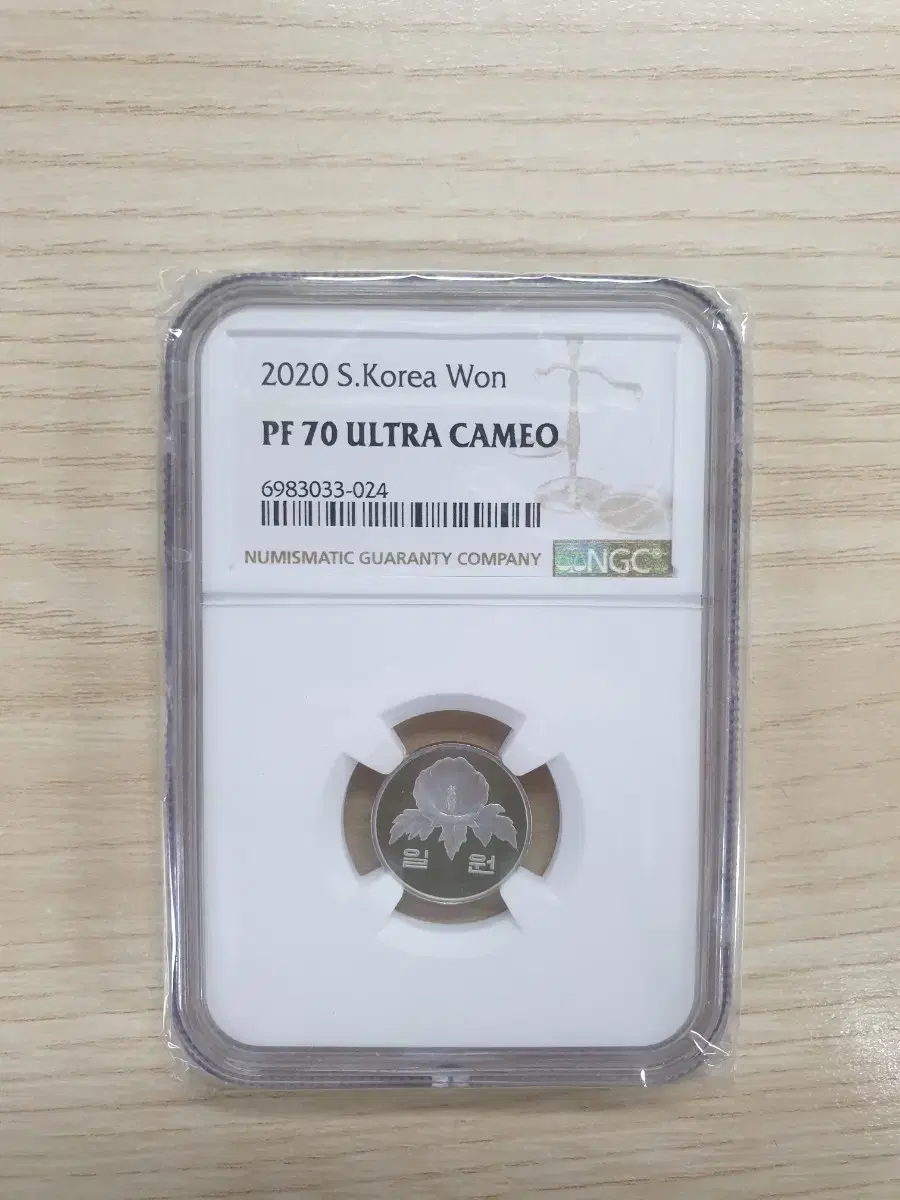 2020 S.Korea Won
PF 70 ULTRA CAMEO
6983033-024
NUMISMATIC GUARANTY COMPANY NGC®
일 원